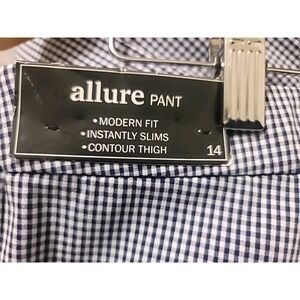 allure PANT
•MODERN FIT
•INSTANTLY SLIMS
•CONTOUR THIGH 14